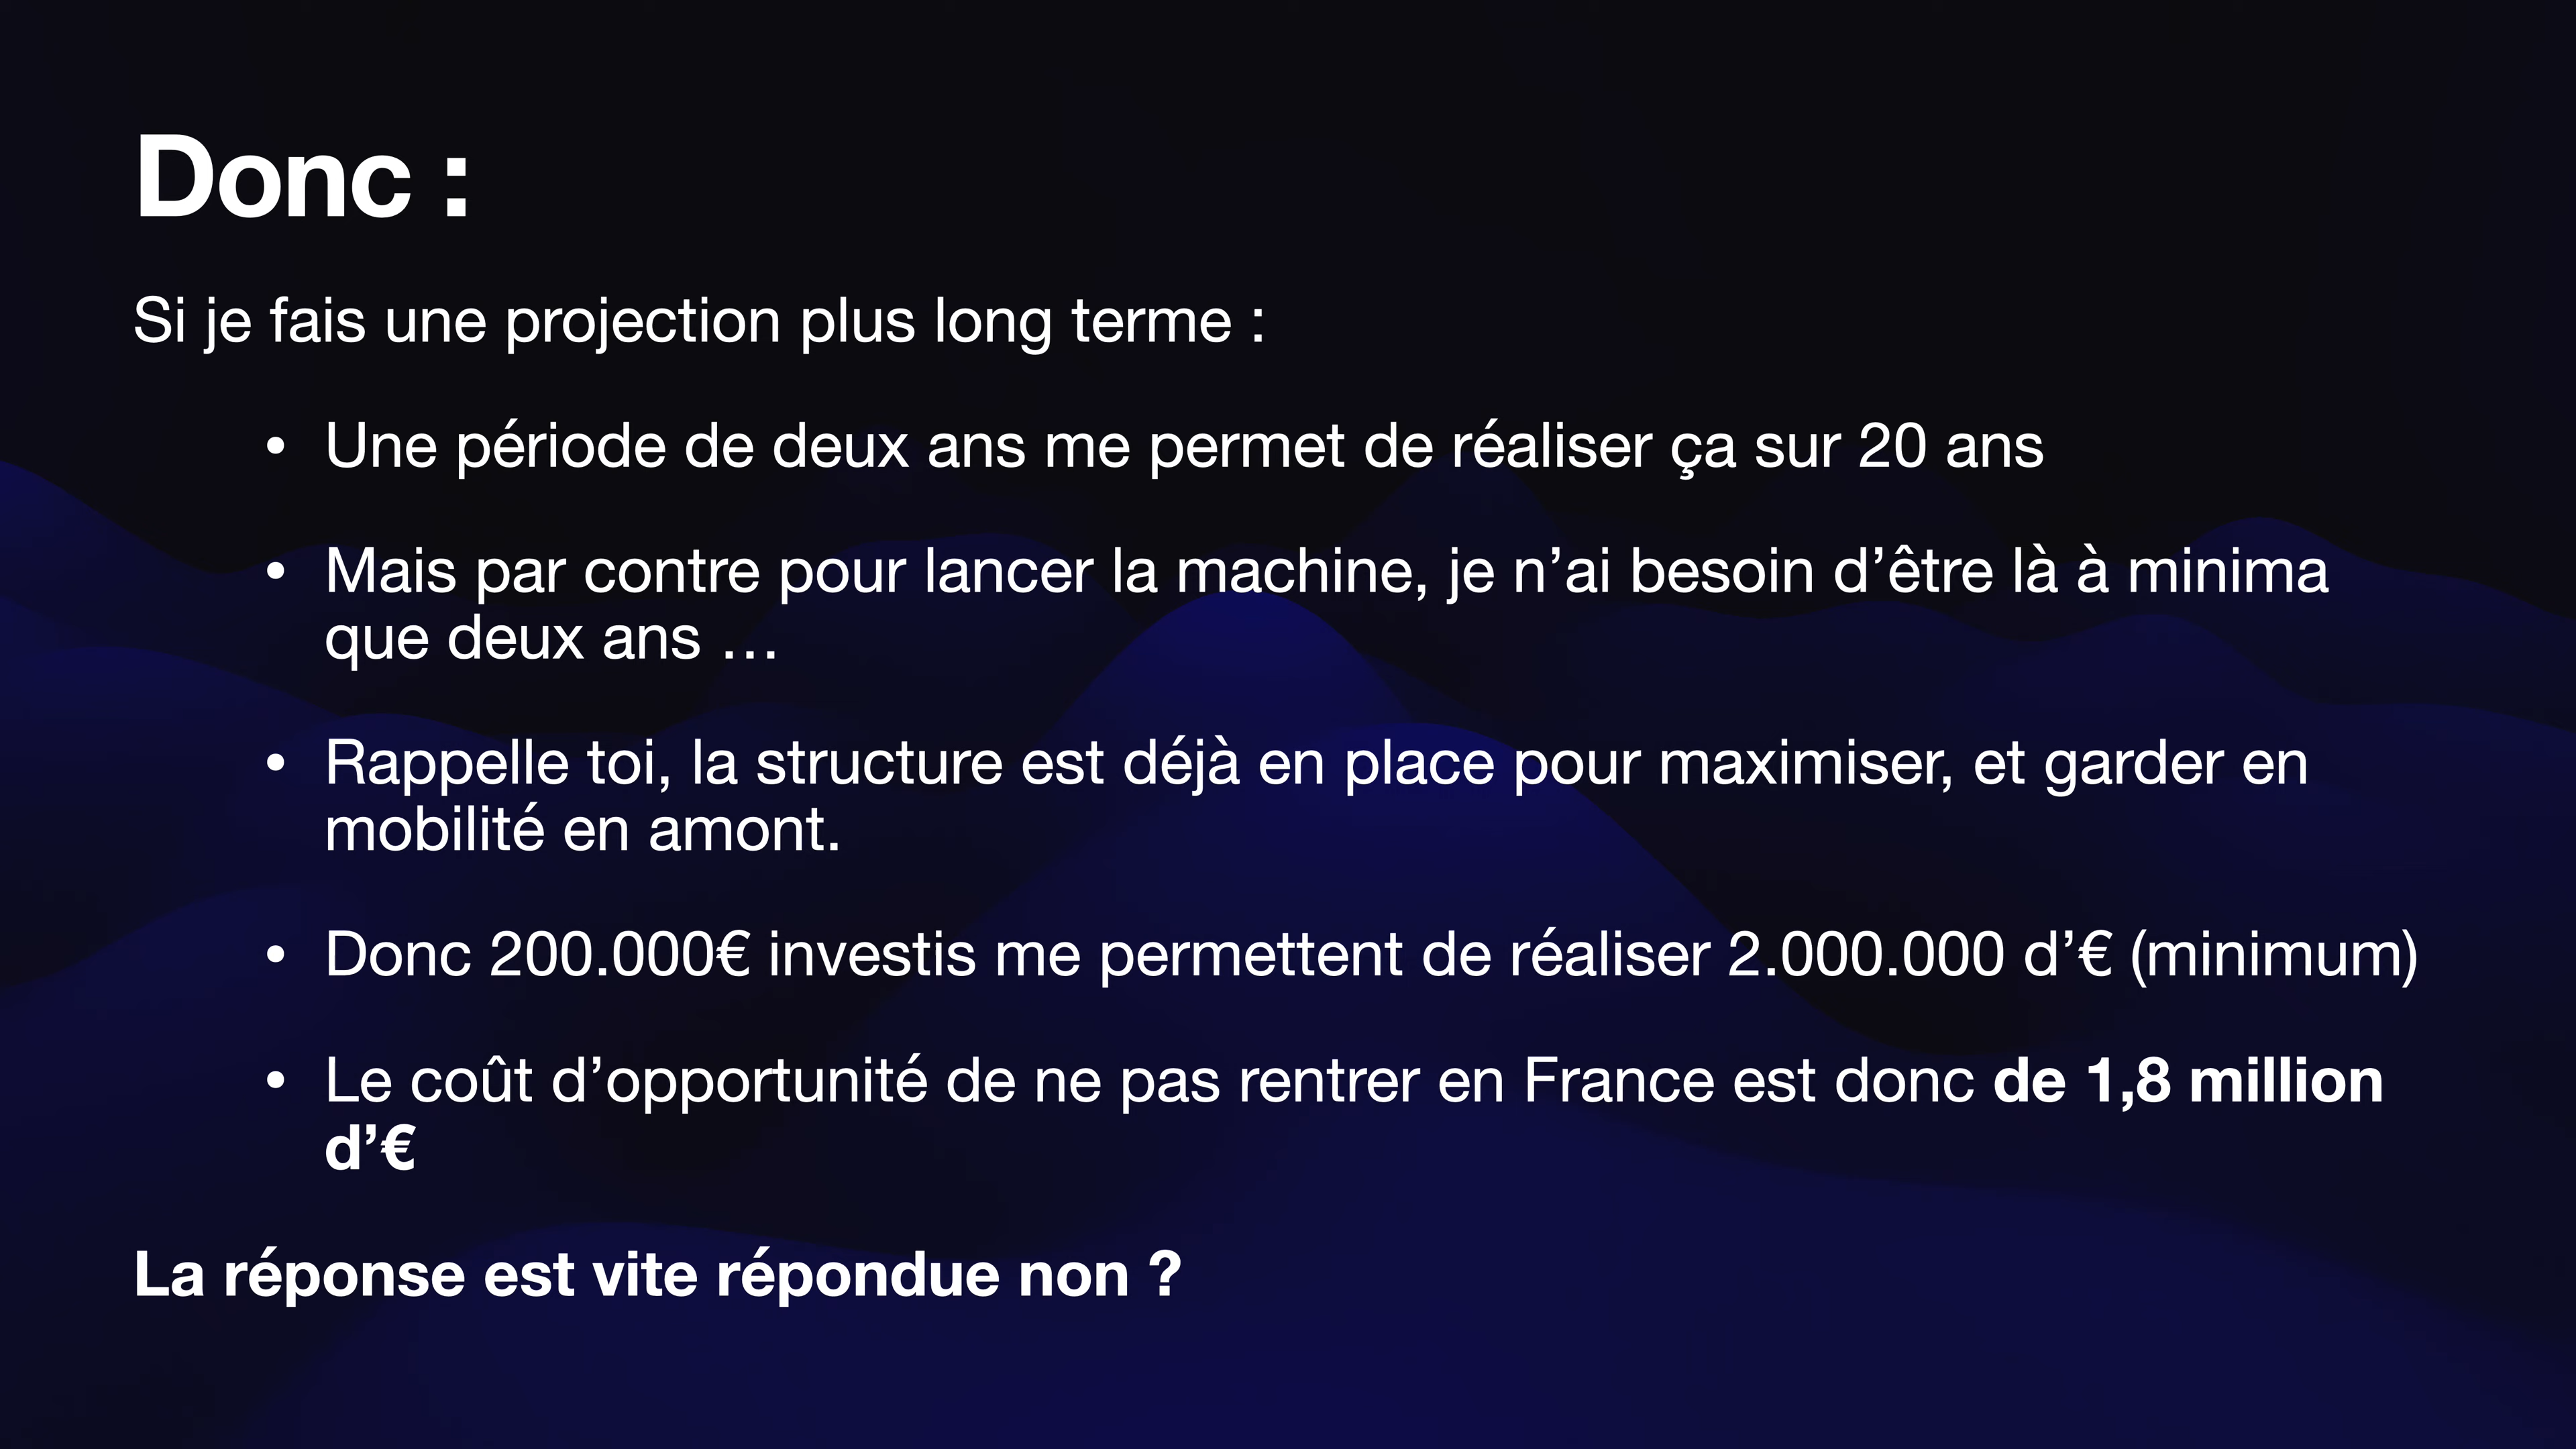 Donc :
Si je fais une projection plus long terme :
• Une période de deux ans me permet de réaliser ça sur 20 ans
• Mais par contre pour lancer la machine, je n’ai besoin d’être là à minima
que deux ans …
• Rappelle toi, la structure est déjà en place pour maximiser, et garder en
mobilité en amont.
• Donc 200.000€ investis me permettent de réaliser 2.000.000 d’€ (minimum)
• Le coût d’opportunité de ne pas rentrer en France est donc de 1,8 million
d’€
La réponse est vite répondue non ?